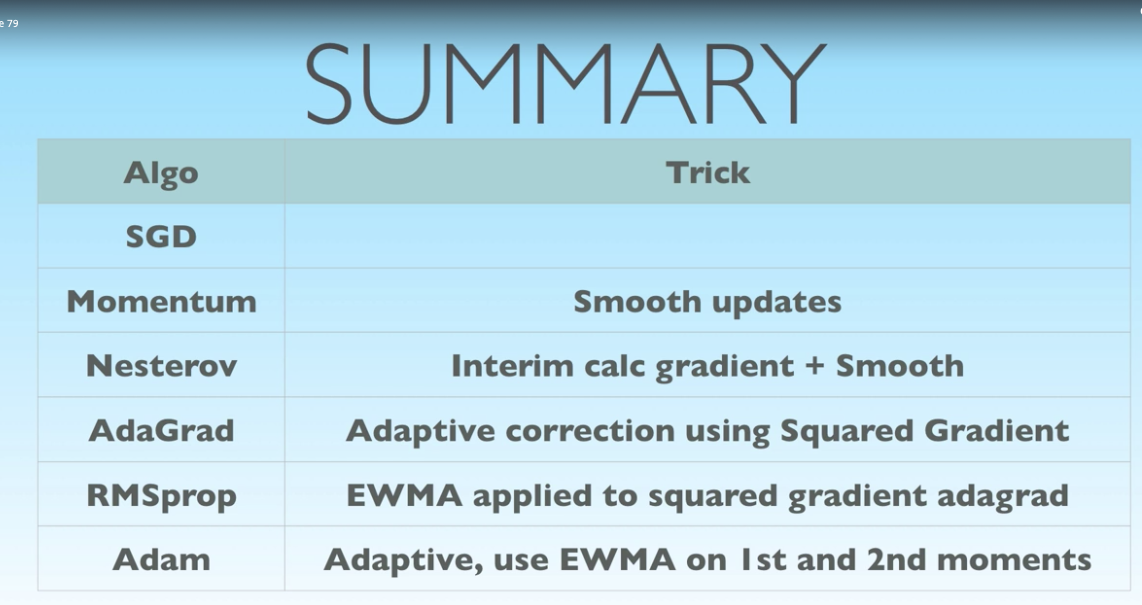 e 79
SUMMARY
Algo Trick
SGD
Momentum Smooth updates
Nesterov Interim calc gradient + Smooth
AdaGrad Adaptive correction using Squared Gradient
RMSprop EWMA applied to squared gradient adagrad
Adam Adaptive, use EWMA on 1st and 2nd moments